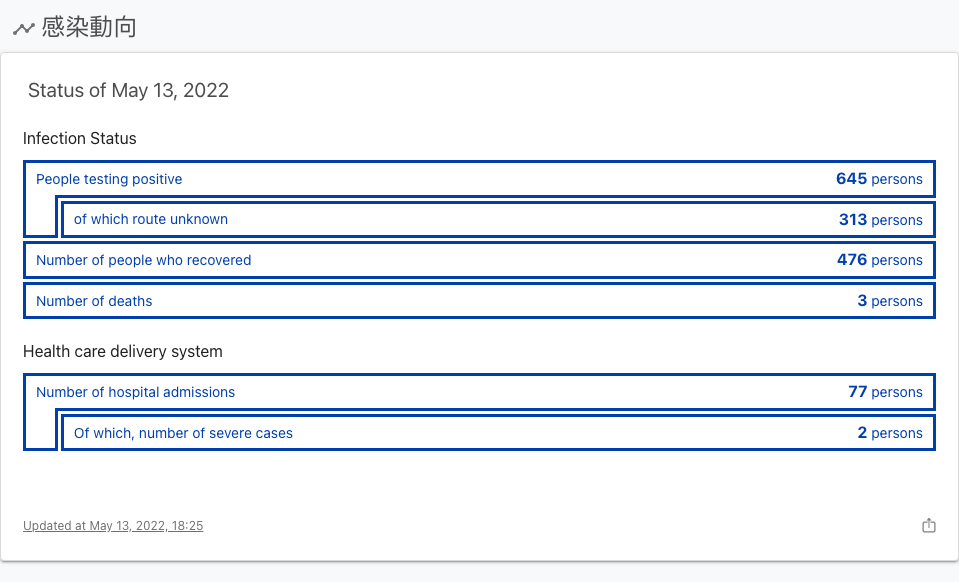 感染動向
Status of May 13, 2022
Infection Status
People testing positive 645 persons
of which route unknown 313 persons
Number of people who recovered 476 persons
Number of deaths 3 persons
Health care delivery system
Number of hospital admissions 77 persons
Of which, number of severe cases 2 persons
Updated at May 13, 2022, 18:25